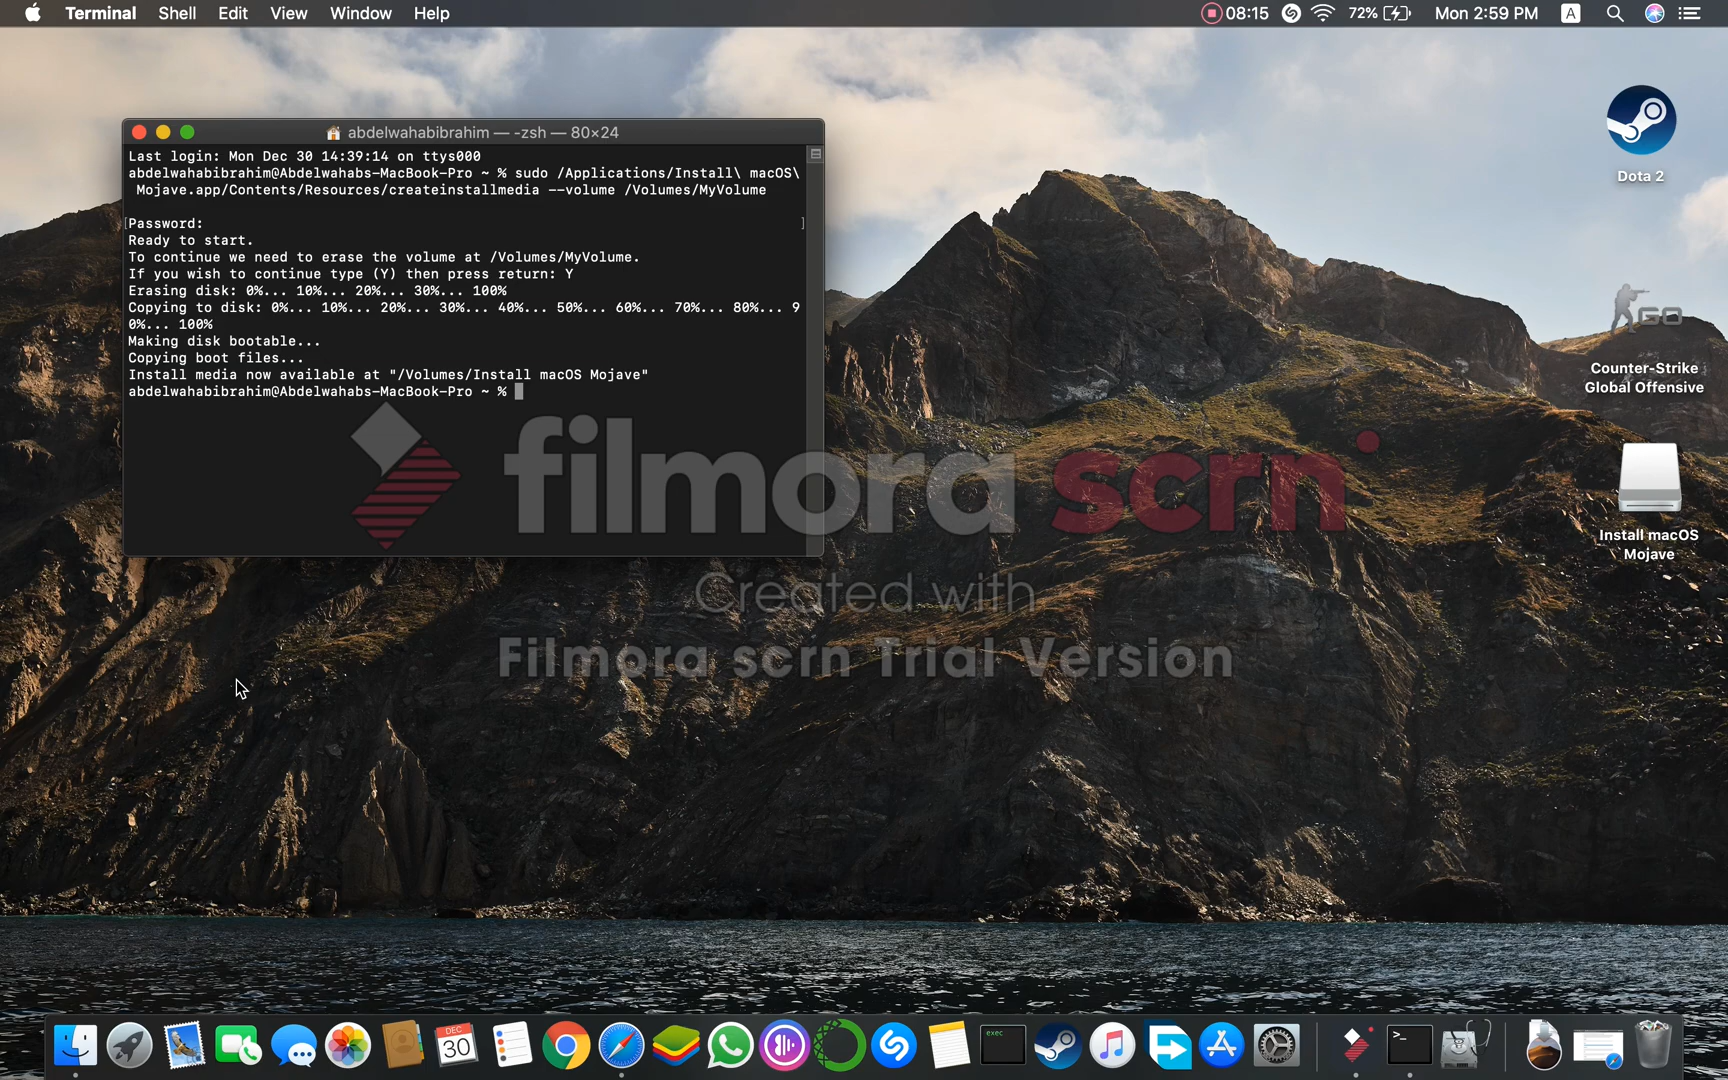 Terminal Shell Edit View Window Help 08:15 72% Mon 2:59 PM A
abdelwahabibrahim — -zsh — 80×24
Last login: Mon Dec 30 14:39:14 on ttys000
abdelwahabibrahim@Abdelwahabs-MacBook-Pro ~ % sudo /Applications/Install\ macOS\
Mojave.app/Contents/Resources/createinstallmedia --volume /Volumes/MyVolume
[Password: ]
Ready to start.
To continue we need to erase the volume at /Volumes/MyVolume.
If you wish to continue type (Y) then press return: Y
Erasing disk: 0%... 10%... 20%... 30%... 100%
Copying to disk: 0%... 10%... 20%... 30%... 40%... 50%... 60%... 70%... 80%... 9
0%... 100%
Making disk bootable...
Copying boot files...
Install media now available at "/Volumes/Install macOS Mojave"
abdelwahabibrahim@Abdelwahabs-MacBook-Pro ~ %
Dota 2
GO
Counter-Strike
Global Offensive
Install macOS
Mojave
filmora scrn
Created with
Filmora scrn Trial Version
DEC
30
exec
>_